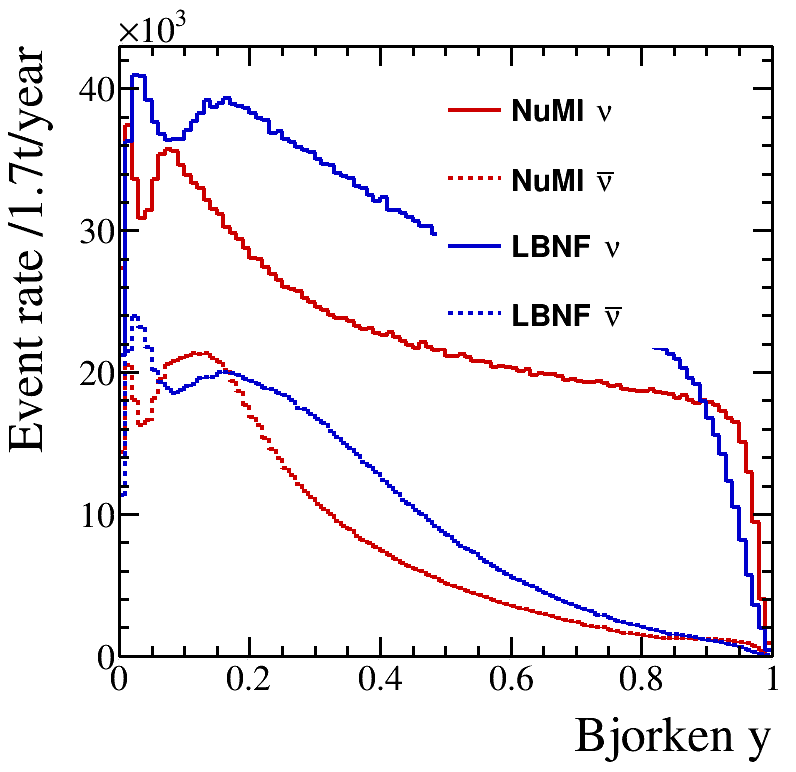 ×10³
Event rate /1.7t/year
40
30
20
10
0
NuMI ν
NuMI ν̅
LBNF ν
LBNF ν̅
0 0.2 0.4 0.6 0.8 1
Bjorken y